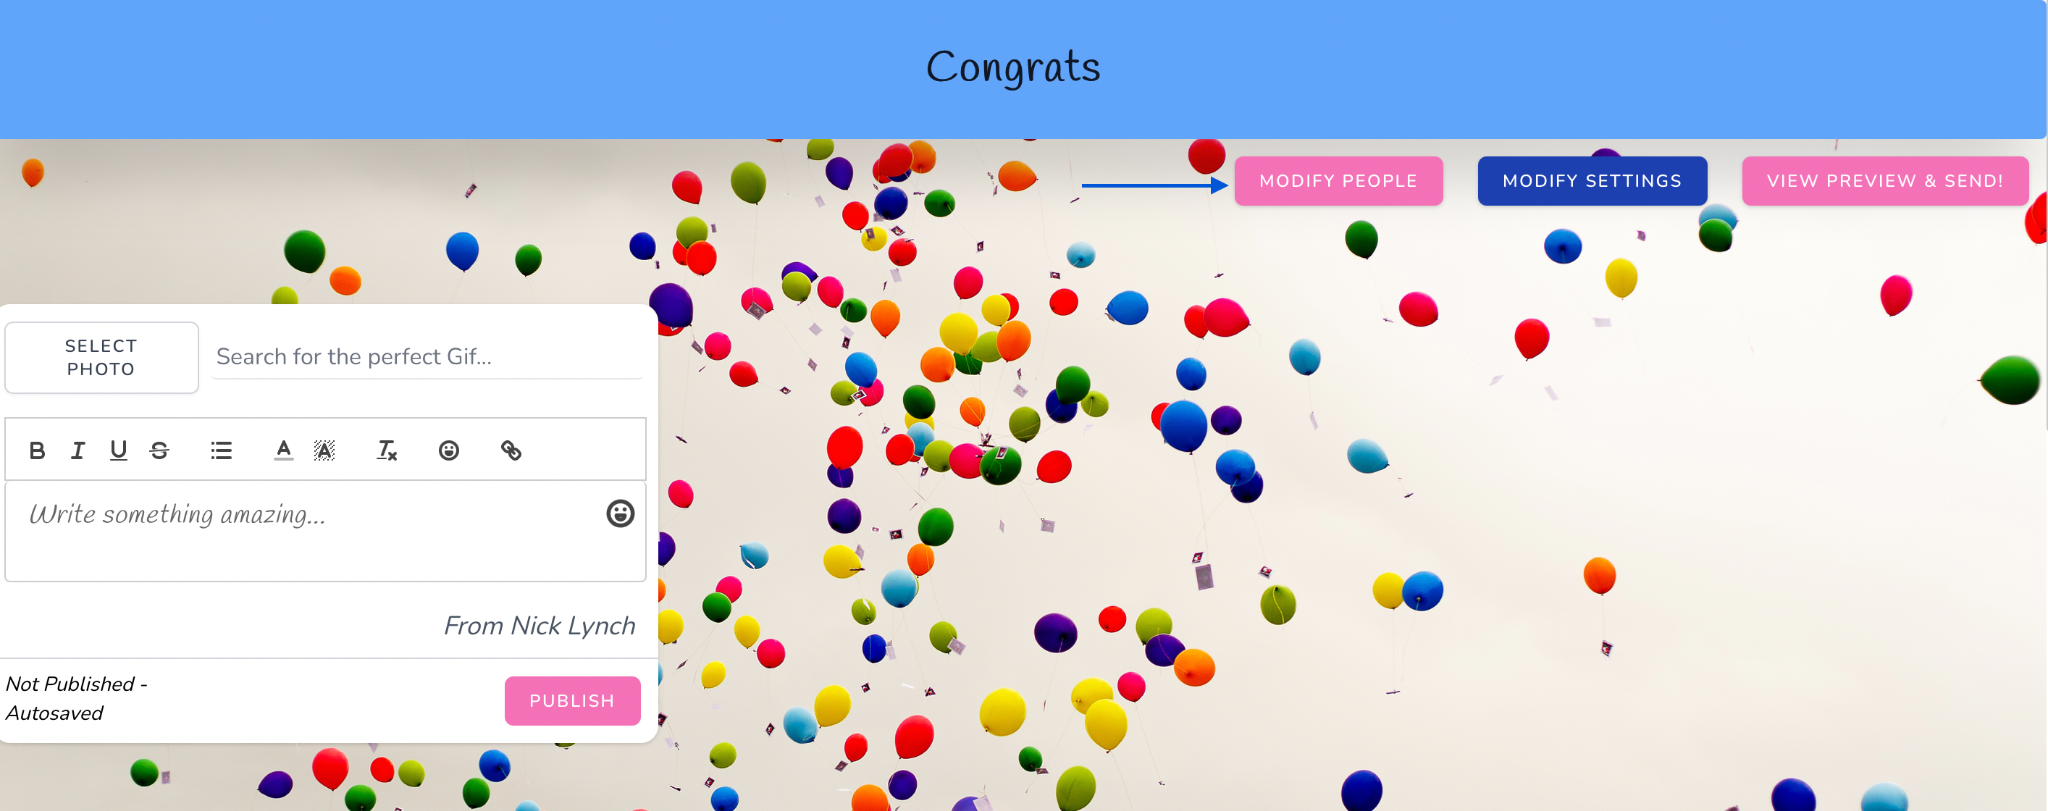 Congrats
MODIFY PEOPLE
MODIFY SETTINGS
VIEW PREVIEW & SEND!
SELECT
PHOTO
Search for the perfect Gif...
B I U S A A Tx
Write something amazing...
From Nick Lynch
Not Published -
Autosaved
PUBLISH